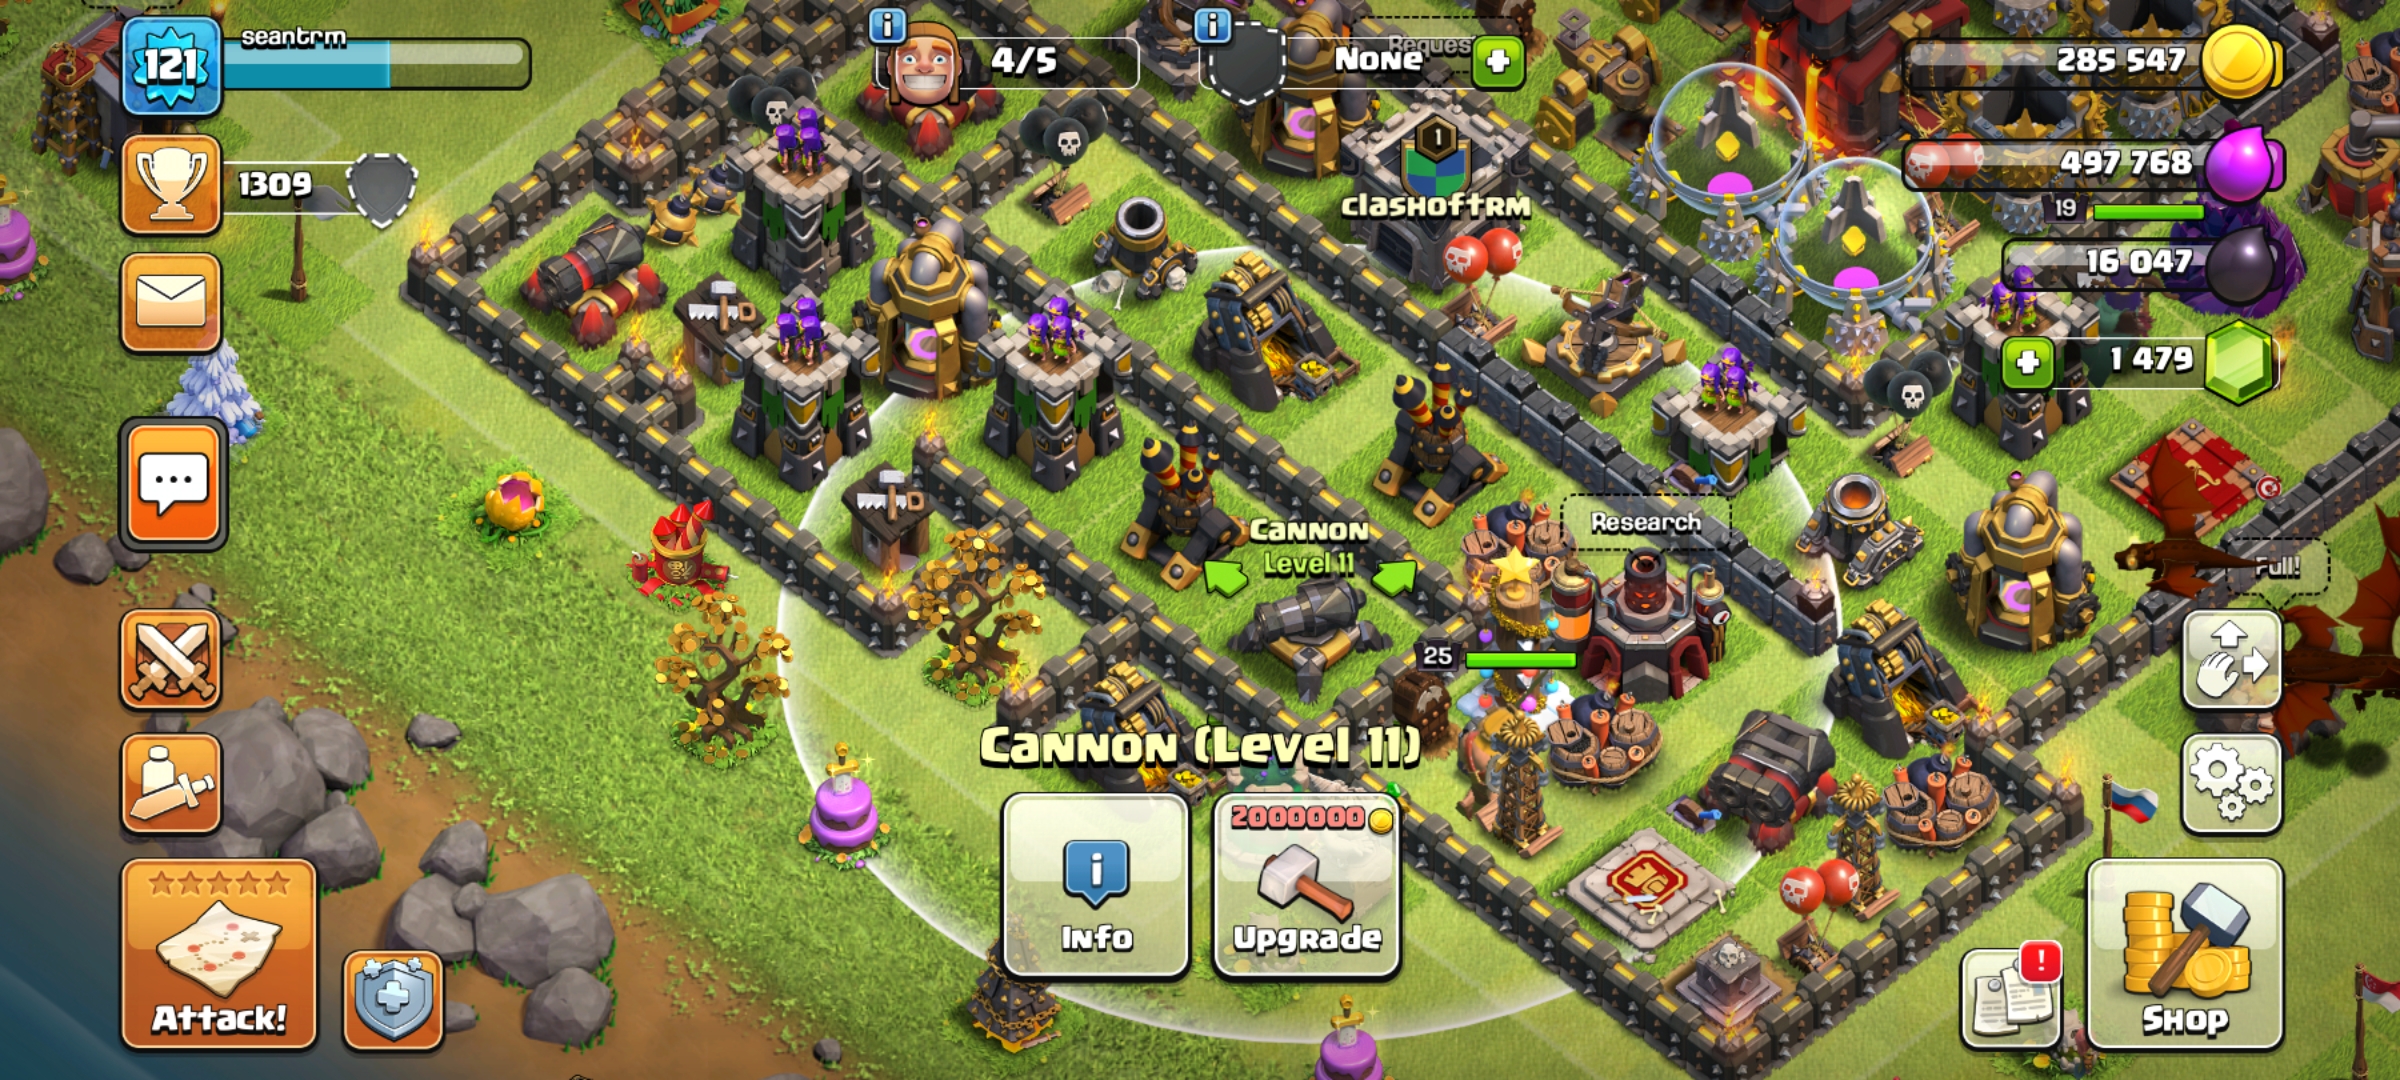 seantrm
121
4/5
None
Request
285 547
1309
1
clashoftrm
497 768
19
16 047
1 479
Cannon
Level 11
Research
Full!
25
Cannon (Level 11)
2000000
Info
Upgrade
Attack!
!
Shop